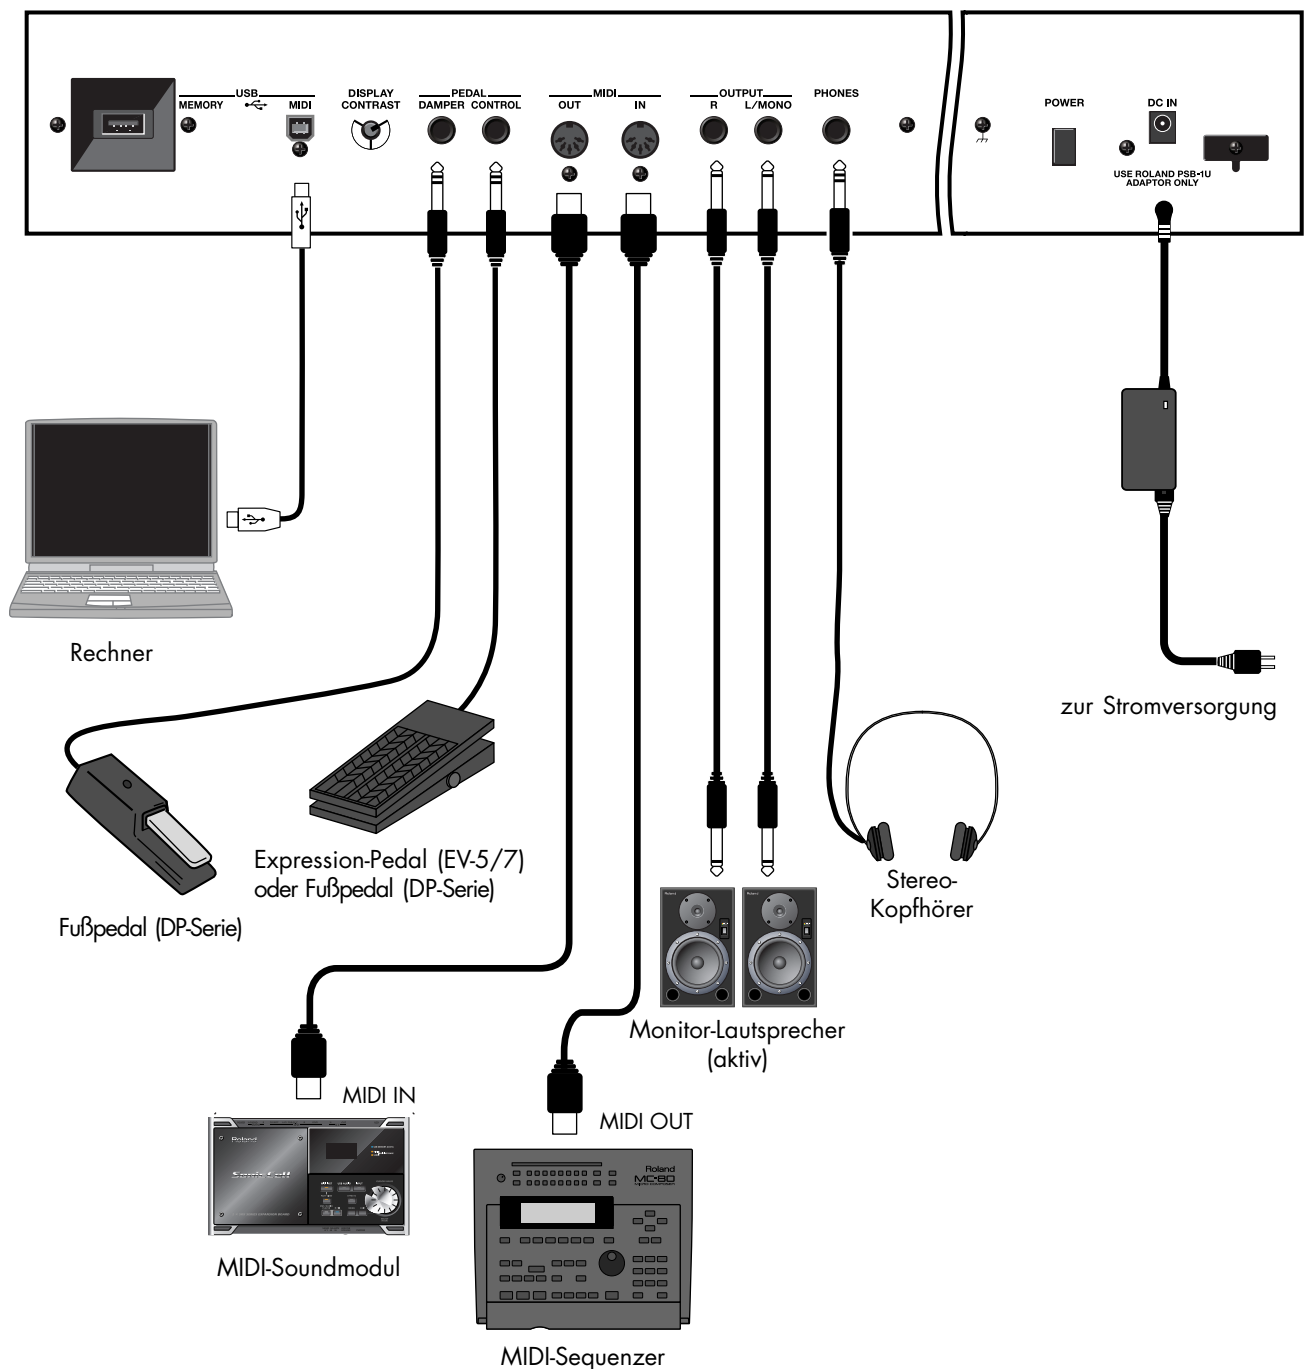 USB
MEMORY
MIDI
DISPLAY
CONTRAST
PEDAL
DAMPER CONTROL
MIDI
OUT
IN
OUTPUT
R
L/MONO
PHONES
POWER
DC IN
USE ROLAND PSB-1U
ADAPTOR ONLY
Rechner
zur Stromversorgung
Expression-Pedal (EV-5/7)
oder Fußpedal (DP-Serie)
Fußpedal (DP-Serie)
Stereo-
Kopfhörer
Monitor-Lautsprecher
(aktiv)
MIDI IN
MIDI OUT
Roland
SonicCell
Roland
MC-80
MIDI-Soundmodul
MIDI-Sequenzer